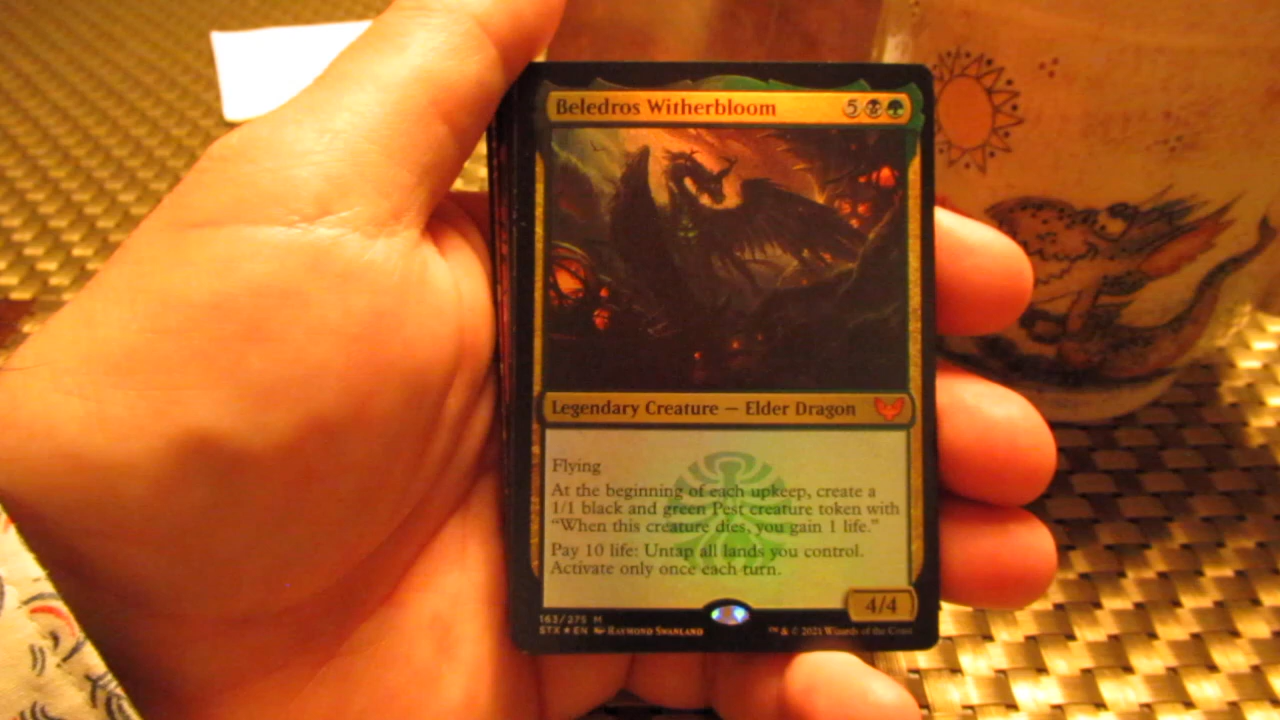 Beledros Witherbloom 5
Legendary Creature — Elder Dragon
Flying
At the beginning of each upkeep, create a
1/1 black and green Pest creature token with
“When this creature dies, you gain 1 life.”
Pay 10 life: Untap all lands you control.
Activate only once each turn.
4/4
163/275 M
STX ★ EN Raymond Swanland
™ & © 2021 Wizards of the Coast